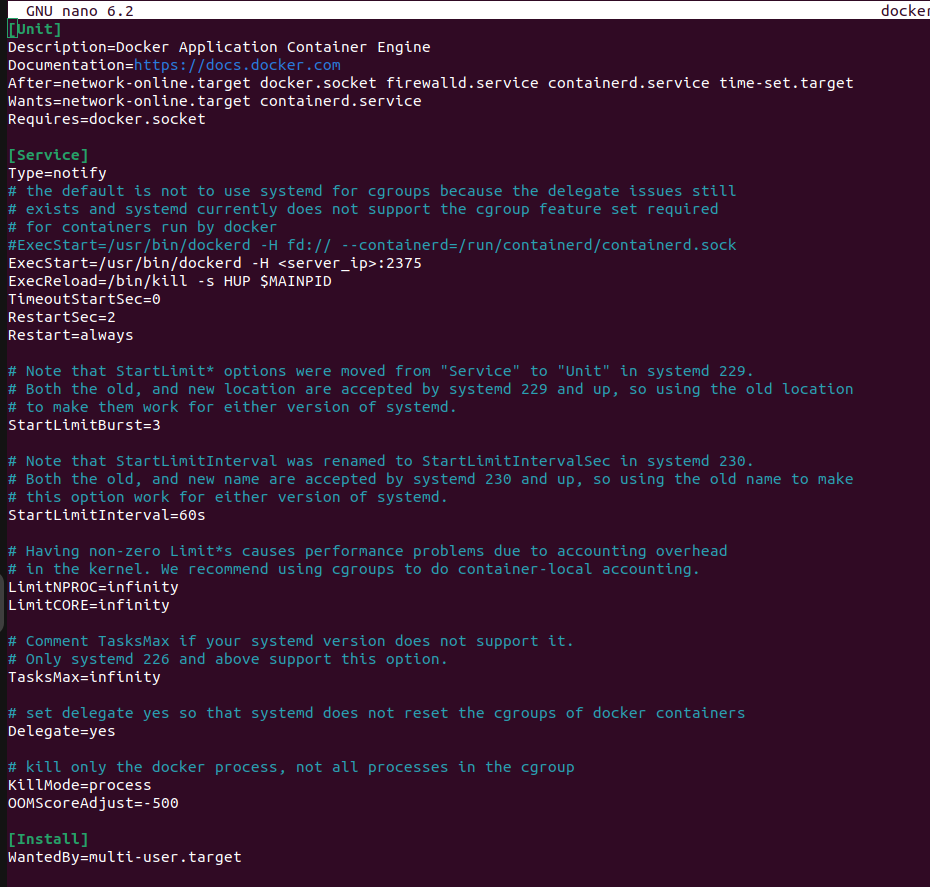 GNU nano 6.2 docker
[Unit]
Description=Docker Application Container Engine
Documentation=https://docs.docker.com
After=network-online.target docker.socket firewalld.service containerd.service time-set.target
Wants=network-online.target containerd.service
Requires=docker.socket
[Service]
Type=notify
# the default is not to use systemd for cgroups because the delegate issues still
# exists and systemd currently does not support the cgroup feature set required
# for containers run by docker
#ExecStart=/usr/bin/dockerd -H fd:// --containerd=/run/containerd/containerd.sock
ExecStart=/usr/bin/dockerd -H <server_ip>:2375
ExecReload=/bin/kill -s HUP $MAINPID
TimeoutStartSec=0
RestartSec=2
Restart=always
# Note that StartLimit* options were moved from "Service" to "Unit" in systemd 229.
# Both the old, and new location are accepted by systemd 229 and up, so using the old location
# to make them work for either version of systemd.
StartLimitBurst=3
# Note that StartLimitInterval was renamed to StartLimitIntervalSec in systemd 230.
# Both the old, and new name are accepted by systemd 230 and up, so using the old name to make
# this option work for either version of systemd.
StartLimitInterval=60s
# Having non-zero Limit*s causes performance problems due to accounting overhead
# in the kernel. We recommend using cgroups to do container-local accounting.
LimitNPROC=infinity
LimitCORE=infinity
# Comment TasksMax if your systemd version does not support it.
# Only systemd 226 and above support this option.
TasksMax=infinity
# set delegate yes so that systemd does not reset the cgroups of docker containers
Delegate=yes
# kill only the docker process, not all processes in the cgroup
KillMode=process
OOMScoreAdjust=-500
[Install]
WantedBy=multi-user.target